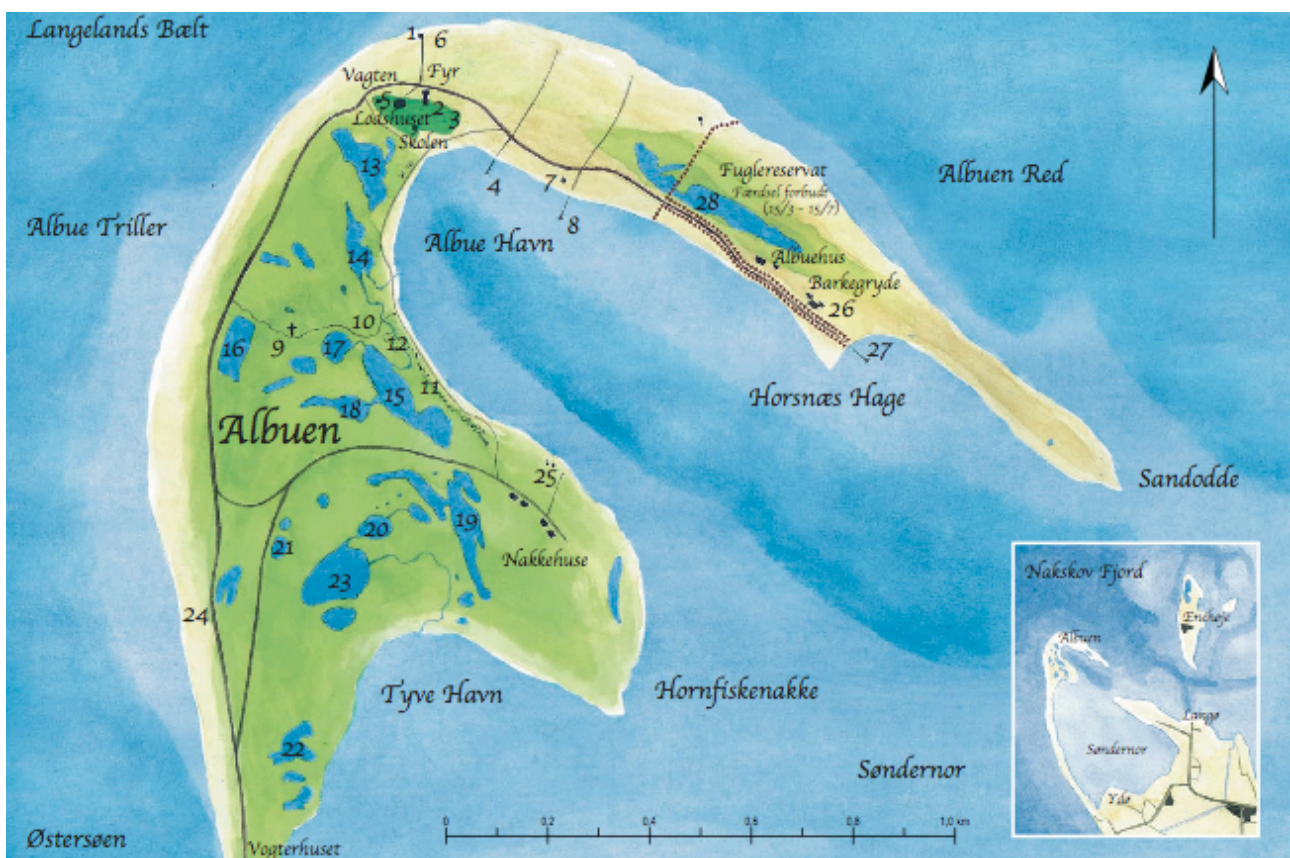 Langelands Bælt
1
6
Vagten
Fyr
5
2
Lodshuset
3
Skolen
13
4
7
8
Fuglereservat
Færdsel forbudt
(15/3 - 15/7)
28
Albuen Red
Albue Triller
14
Albue Havn
Albuehus
Barkegryde
26
27
10
9
16
17
12
11
15
18
Horsnæs Hage
Albuen
25
Sandodde
19
20
21
Nakkehuse
23
24
Tyve Havn
Hornfiskenakke
22
Søndernor
Østersøen
Vogterhuset
0
0,2
0,4
0,6
0,8
1,0 km
Nakskov Fjord
Enehøje
Albuen
Langø
Søndernor
Ydø